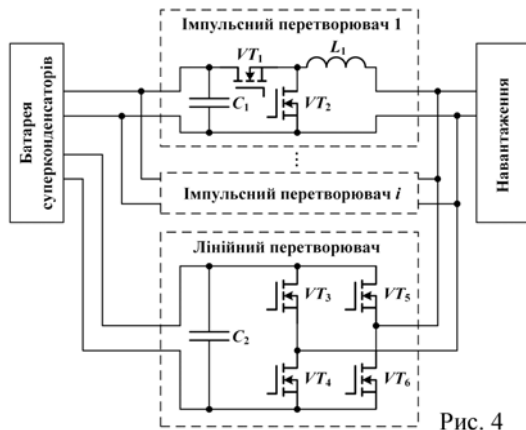 Імпульсний перетворювач 1
VT1
L1
C1
VT2
Батарея
суперконденсаторів
Навантаження
...
Імпульсний перетворювач i
Лінійний перетворювач
VT3
VT5
C2
VT4
VT6
Рис. 4